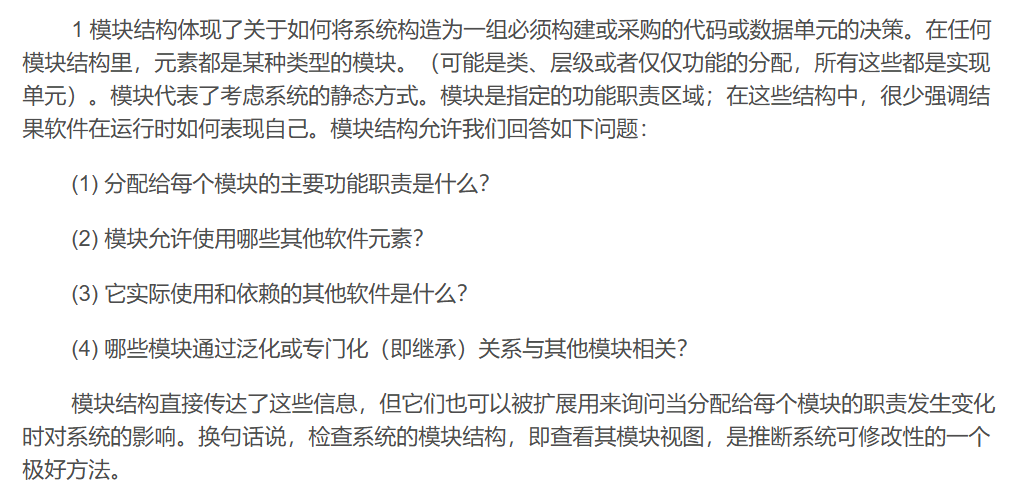 1 模块结构体现了关于如何将系统构造为一组必须构建或采购的代码或数据单元的决策。在任何
模块结构里，元素都是某种类型的模块。（可能是类、层级或者仅仅功能的分配，所有这些都是实现
单元）。模块代表了考虑系统的静态方式。模块是指定的功能职责区域；在这些结构中，很少强调结
果软件在运行时如何表现自己。模块结构允许我们回答如下问题：
(1) 分配给每个模块的主要功能职责是什么？
(2) 模块允许使用哪些其他软件元素？
(3) 它实际使用和依赖的其他软件是什么？
(4) 哪些模块通过泛化或专门化（即继承）关系与其他模块相关？
模块结构直接传达了这些信息，但它们也可以被扩展用来询问当分配给每个模块的职责发生变化
时对系统的影响。换句话说，检查系统的模块结构，即查看其模块视图，是推断系统可修改性的一个
极好方法。